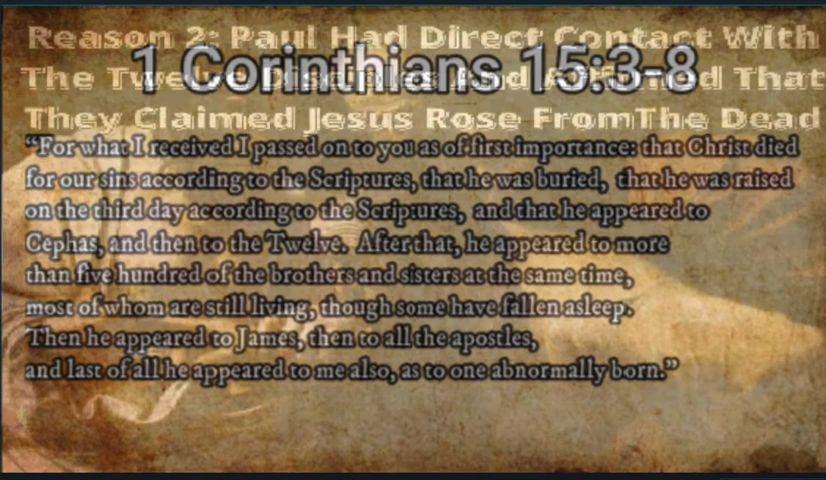 Reason 2: Paul Had Direct Contact With
1 Corinthians 15:3-8
The Twelve Disciples And Affirmed That
They Claimed Jesus Rose FromThe Dead
“For what I received I passed on to you as of first importance: that Christ died
for our sins according to the Scriptures, that he was buried, that he was raised
on the third day according to the Scriptures, and that he appeared to
Cephas, and then to the Twelve. After that, he appeared to more
than five hundred of the brothers and sisters at the same time,
most of whom are still living, though some have fallen asleep.
Then he appeared to James, then to all the apostles,
and last of all he appeared to me also, as to one abnormally born.”